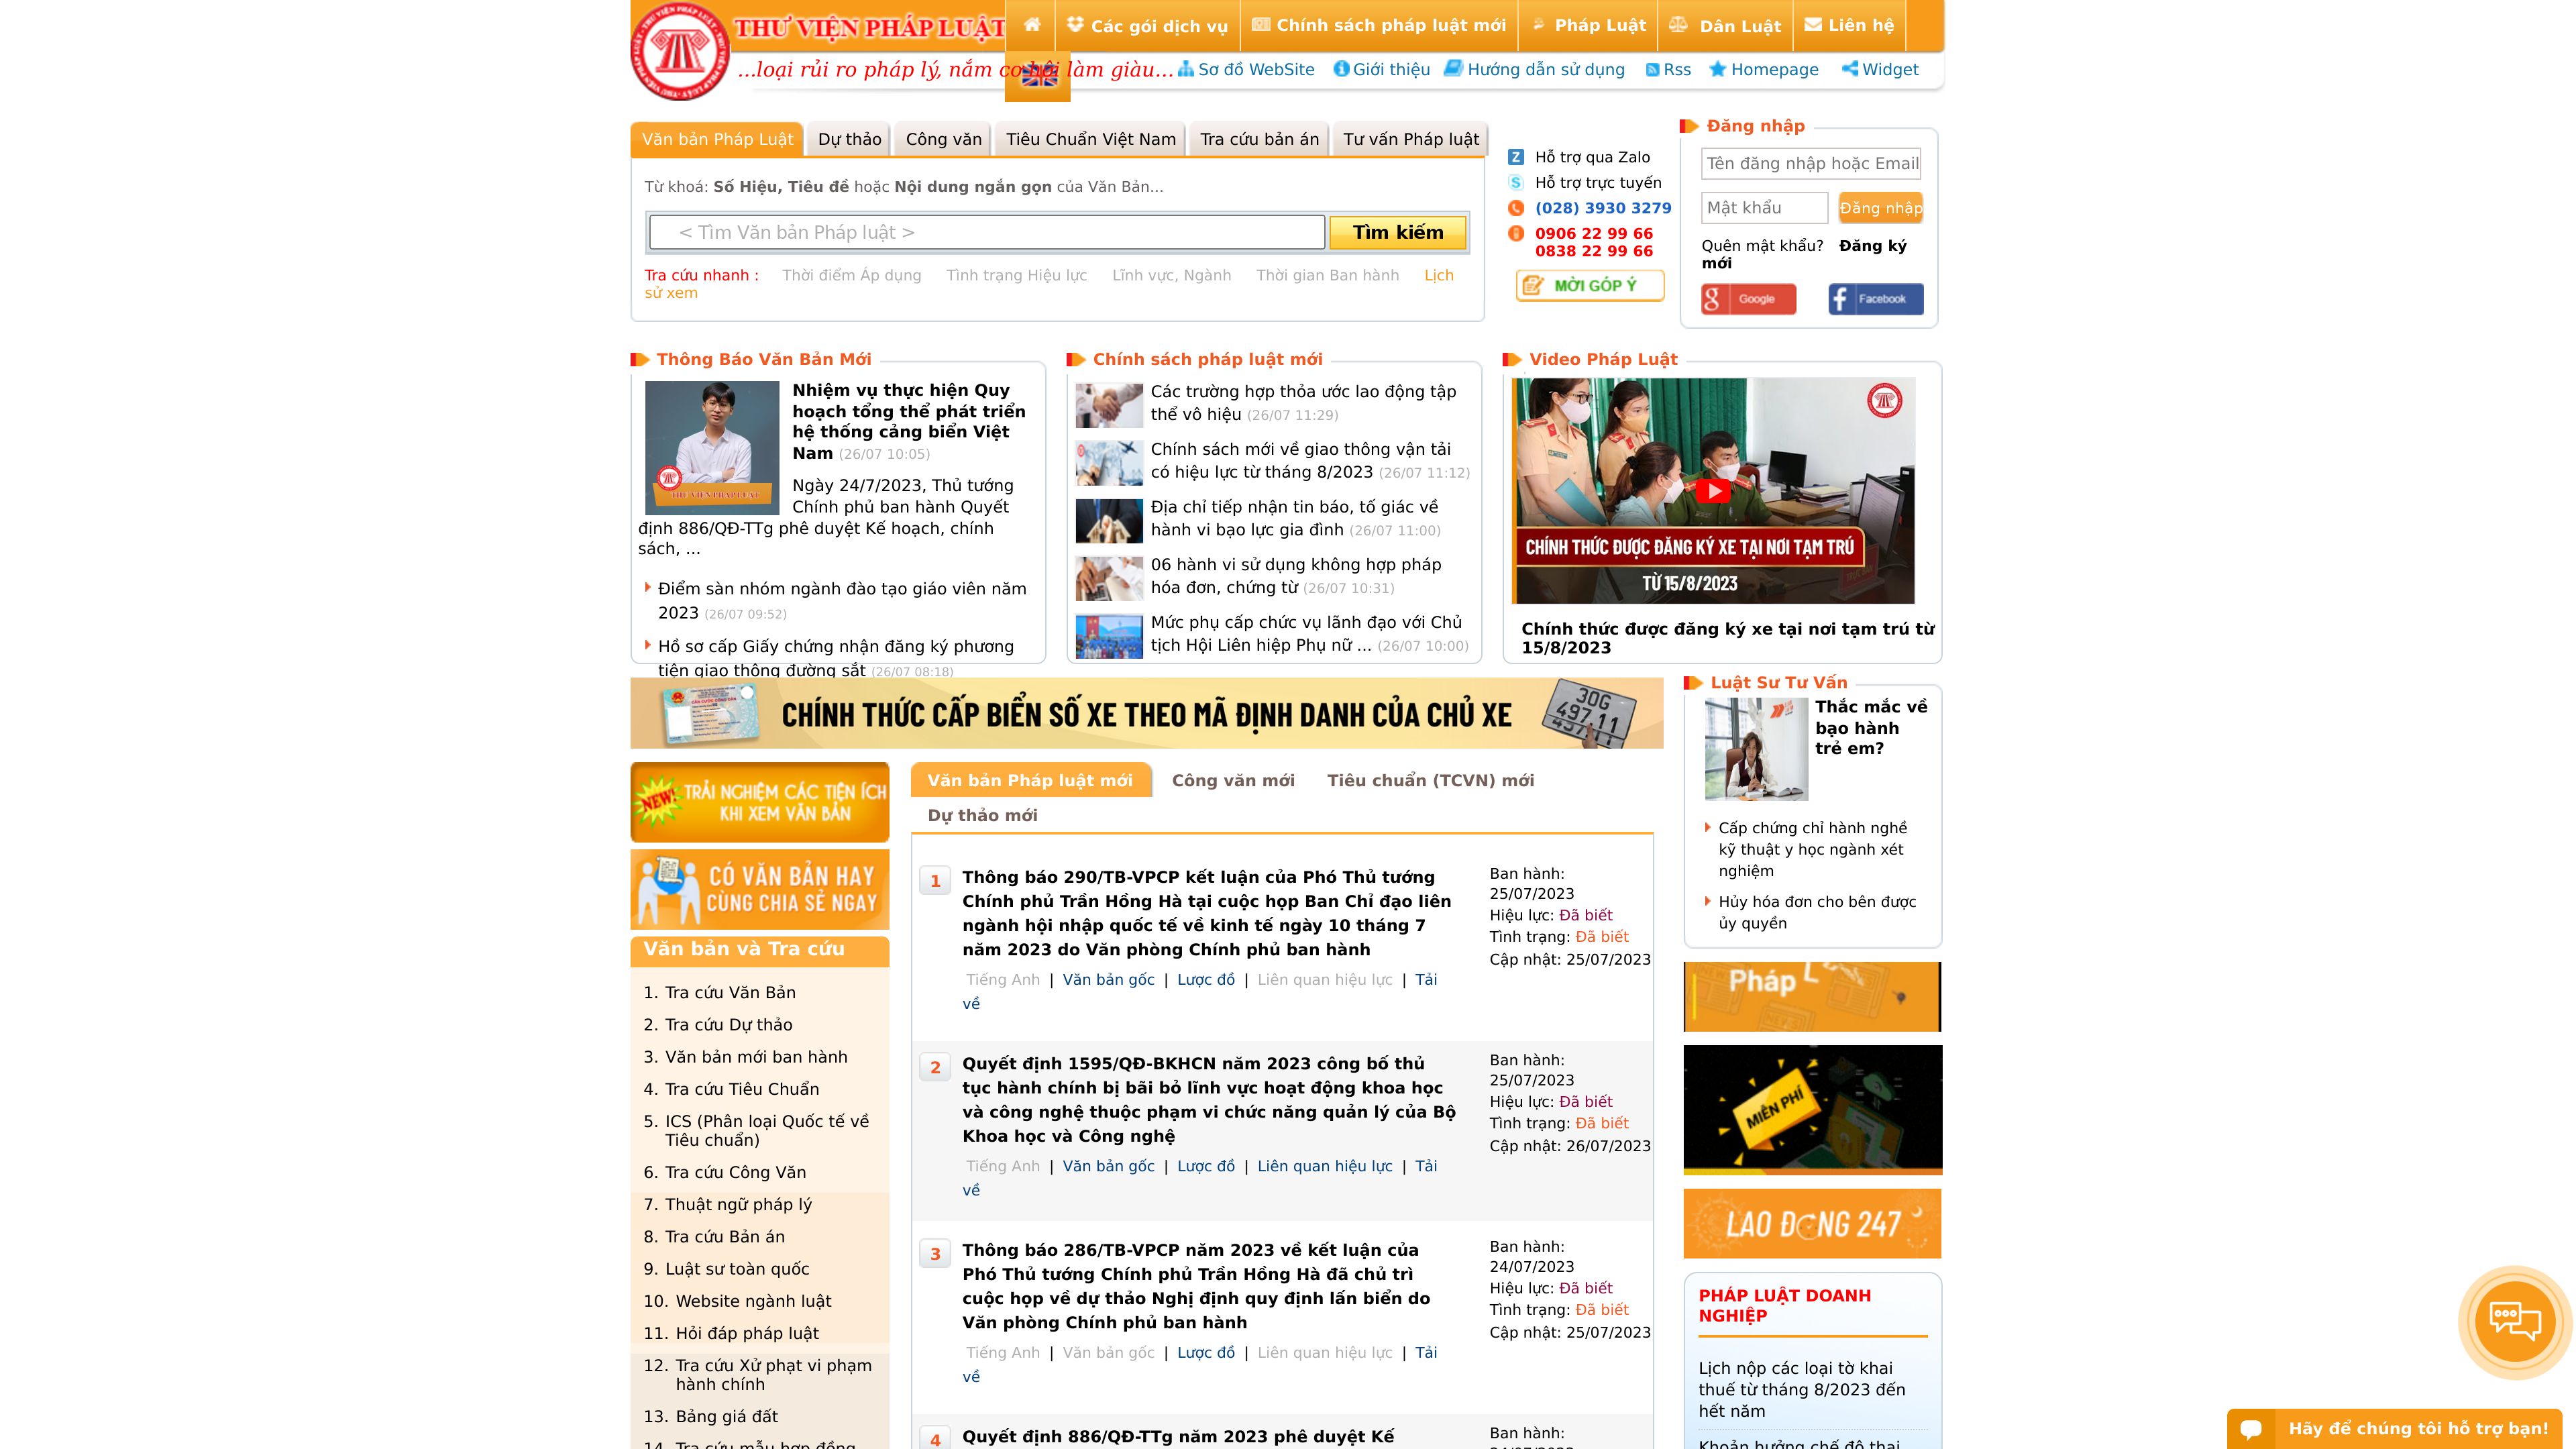 THƯ VIỆN PHÁP LUẬT
Các gói dịch vụ
Chính sách pháp luật mới
Pháp Luật
Dân Luật
Liên hệ
...loại rủi ro pháp lý, nắm cơ hội làm giàu...
Sơ đồ WebSite
Giới thiệu
Hướng dẫn sử dụng
Rss
Homepage
Widget
Văn bản Pháp Luật
Dự thảo
Công văn
Tiêu Chuẩn Việt Nam
Tra cứu bản án
Tư vấn Pháp luật
Từ khoá: Số Hiệu, Tiêu đề hoặc Nội dung ngắn gọn của Văn Bản...
< Tìm Văn bản Pháp luật >
Tìm kiếm
Tra cứu nhanh : Thời điểm Áp dụng Tình trạng Hiệu lực Lĩnh vực, Ngành Thời gian Ban hành Lịch
sử xem
Hỗ trợ qua Zalo
Hỗ trợ trực tuyến
(028) 3930 3279
0906 22 99 66
0838 22 99 66
MỜI GÓP Ý
Đăng nhập
Tên đăng nhập hoặc Email
Mật khẩu
Đăng nhập
Quên mật khẩu? Đăng ký
mới
Google
Facebook
Thông Báo Văn Bản Mới
Nhiệm vụ thực hiện Quy
hoạch tổng thể phát triển
hệ thống cảng biển Việt
Nam (26/07 10:05)
THƯ VIỆN PHÁP LUẬT
Ngày 24/7/2023, Thủ tướng
Chính phủ ban hành Quyết
định 886/QĐ-TTg phê duyệt Kế hoạch, chính
sách, ...
Điểm sàn nhóm ngành đào tạo giáo viên năm
2023 (26/07 09:52)
Hồ sơ cấp Giấy chứng nhận đăng ký phương
tiện giao thông đường sắt (26/07 08:18)
Chính sách pháp luật mới
Các trường hợp thỏa ước lao động tập
thể vô hiệu (26/07 11:29)
Chính sách mới về giao thông vận tải
có hiệu lực từ tháng 8/2023 (26/07 11:12)
Địa chỉ tiếp nhận tin báo, tố giác về
hành vi bạo lực gia đình (26/07 11:00)
06 hành vi sử dụng không hợp pháp
hóa đơn, chứng từ (26/07 10:31)
Mức phụ cấp chức vụ lãnh đạo với Chủ
tịch Hội Liên hiệp Phụ nữ ... (26/07 10:00)
Video Pháp Luật
CHÍNH THỨC ĐƯỢC ĐĂNG KÝ XE TẠI NƠI TẠM TRÚ
TỪ 15/8/2023
Chính thức được đăng ký xe tại nơi tạm trú từ
15/8/2023
CHÍNH THỨC CẤP BIỂN SỐ XE THEO MÃ ĐỊNH DANH CỦA CHỦ XE
30G
497.11
Luật Sư Tư Vấn
Thắc mắc về
bạo hành
trẻ em?
Cấp chứng chỉ hành nghề
kỹ thuật y học ngành xét
nghiệm
Hủy hóa đơn cho bên được
ủy quyền
NEW!
TRẢI NGHIỆM CÁC TIỆN ÍCH
KHI XEM VĂN BẢN
CÓ VĂN BẢN HAY
CÙNG CHIA SẺ NGAY
Văn bản và Tra cứu
1. Tra cứu Văn Bản
2. Tra cứu Dự thảo
3. Văn bản mới ban hành
4. Tra cứu Tiêu Chuẩn
5. ICS (Phân loại Quốc tế về
Tiêu chuẩn)
6. Tra cứu Công Văn
7. Thuật ngữ pháp lý
8. Tra cứu Bản án
9. Luật sư toàn quốc
10. Website ngành luật
11. Hỏi đáp pháp luật
12. Tra cứu Xử phạt vi phạm
hành chính
13. Bảng giá đất
14. Tra cứu mẫu hợp đồng
Văn bản Pháp luật mới
Công văn mới
Tiêu chuẩn (TCVN) mới
Dự thảo mới
1
Thông báo 290/TB-VPCP kết luận của Phó Thủ tướng
Chính phủ Trần Hồng Hà tại cuộc họp Ban Chỉ đạo liên
ngành hội nhập quốc tế về kinh tế ngày 10 tháng 7
năm 2023 do Văn phòng Chính phủ ban hành
Tiếng Anh | Văn bản gốc | Lược đồ | Liên quan hiệu lực | Tải
về
Ban hành:
25/07/2023
Hiệu lực: Đã biết
Tình trạng: Đã biết
Cập nhật: 25/07/2023
2
Quyết định 1595/QĐ-BKHCN năm 2023 công bố thủ
tục hành chính bị bãi bỏ lĩnh vực hoạt động khoa học
và công nghệ thuộc phạm vi chức năng quản lý của Bộ
Khoa học và Công nghệ
Tiếng Anh | Văn bản gốc | Lược đồ | Liên quan hiệu lực | Tải
về
Ban hành:
25/07/2023
Hiệu lực: Đã biết
Tình trạng: Đã biết
Cập nhật: 26/07/2023
3
Thông báo 286/TB-VPCP năm 2023 về kết luận của
Phó Thủ tướng Chính phủ Trần Hồng Hà đã chủ trì
cuộc họp về dự thảo Nghị định quy định lấn biển do
Văn phòng Chính phủ ban hành
Tiếng Anh | Văn bản gốc | Lược đồ | Liên quan hiệu lực | Tải
về
Ban hành:
24/07/2023
Hiệu lực: Đã biết
Tình trạng: Đã biết
Cập nhật: 25/07/2023
4
Quyết định 886/QĐ-TTg năm 2023 phê duyệt Kế
Ban hành:
24/07/2023
Pháp L
MIỄN PHÍ
LAO ĐỘNG 247
PHÁP LUẬT DOANH
NGHIỆP
Lịch nộp các loại tờ khai
thuế từ tháng 8/2023 đến
hết năm
Khoản hưởng chế độ thai
Hãy để chúng tôi hỗ trợ bạn!